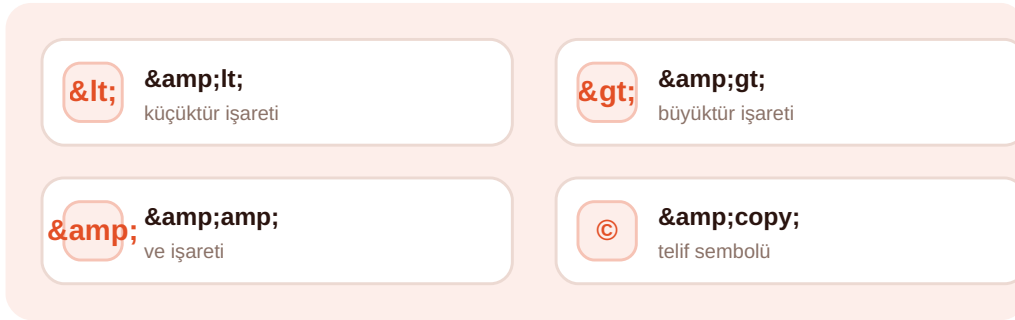 &lt;
&amp;lt;
küçüktür işareti
&gt;
&amp;gt;
büyüktür işareti
&amp;
&amp;amp;
ve işareti
©
&amp;copy;
telif sembolü